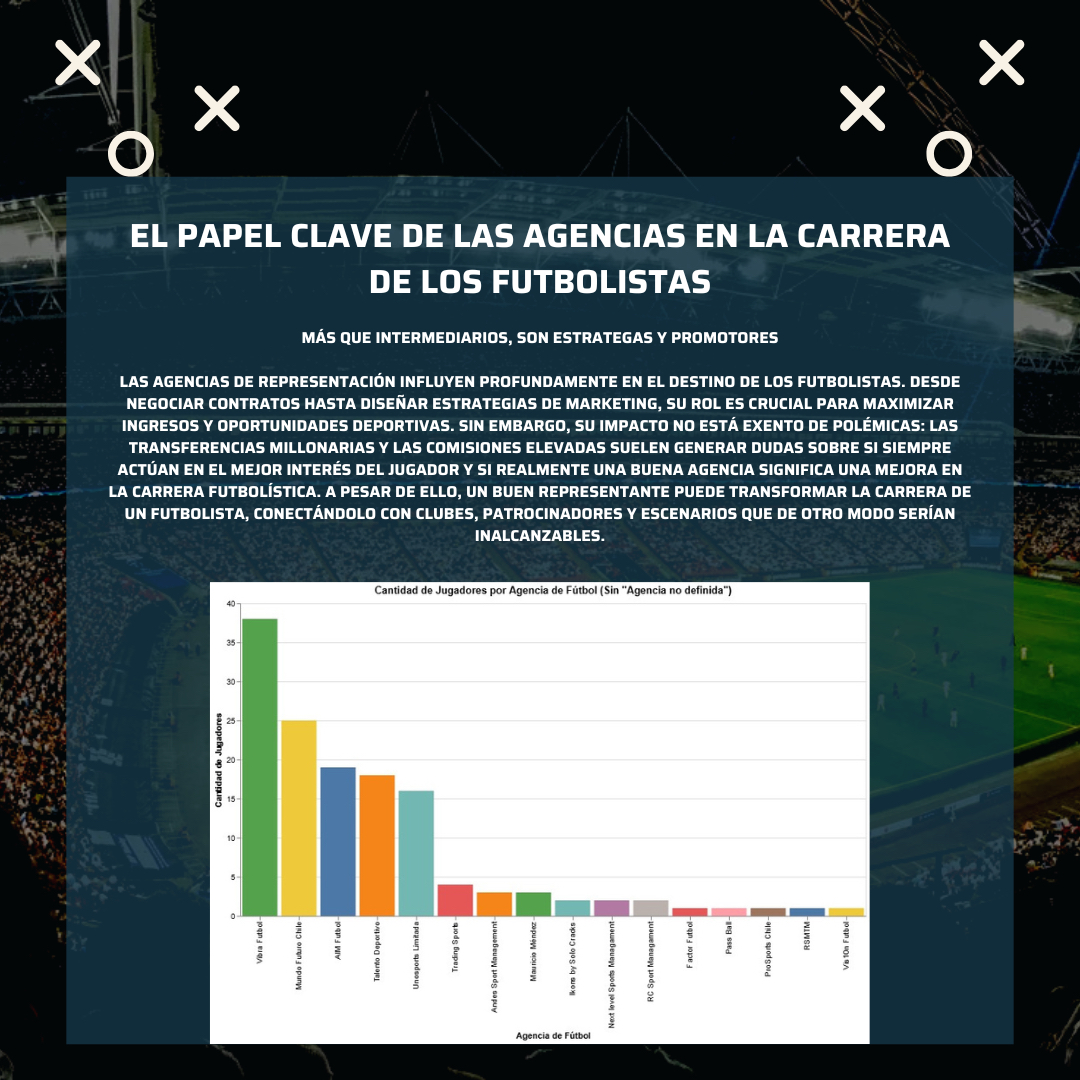 EL PAPEL CLAVE DE LAS AGENCIAS EN LA CARRERA
DE LOS FUTBOLISTAS
MÁS QUE INTERMEDIARIOS, SON ESTRATEGAS Y PROMOTORES
LAS AGENCIAS DE REPRESENTACIÓN INFLUYEN PROFUNDAMENTE EN EL DESTINO DE LOS FUTBOLISTAS. DESDE
NEGOCIAR CONTRATOS HASTA DISEÑAR ESTRATEGIAS DE MARKETING, SU ROL ES CRUCIAL PARA MAXIMIZAR
INGRESOS Y OPORTUNIDADES DEPORTIVAS. SIN EMBARGO, SU IMPACTO NO ESTÁ EXENTO DE POLÉMICAS: LAS
TRANSFERENCIAS MILLONARIAS Y LAS COMISIONES ELEVADAS SUELEN GENERAR DUDAS SOBRE SI SIEMPRE
ACTÚAN EN EL MEJOR INTERÉS DEL JUGADOR Y SI REALMENTE UNA BUENA AGENCIA SIGNIFICA UNA MEJORA EN
LA CARRERA FUTBOLÍSTICA. A PESAR DE ELLO, UN BUEN REPRESENTANTE PUEDE TRANSFORMAR LA CARRERA DE
UN FUTBOLISTA, CONECTÁNDOLO CON CLUBES, PATROCINADORES Y ESCENARIOS QUE DE OTRO MODO SERÍAN
INALCANZABLES.
Cantidad de Jugadores por Agencia de Fútbol (Sin "Agencia no definida")
Cantidad de Jugadores
40
35
30
25
20
15
10
5
0
Vibra Futbol
Mundo Futuro Chile
AIM Futbol
Talento Deportivo
Unosports Limitada
Trading Sports
Andes Sport Management
Mauricio Méndez
Ikons by Solo Cracks
Next level Sports Managament
RC Sport Managament
Factor Futbol
Pass Ball
ProSports Chile
RSMTM
Vis1On Futbol
Agencia de Fútbol